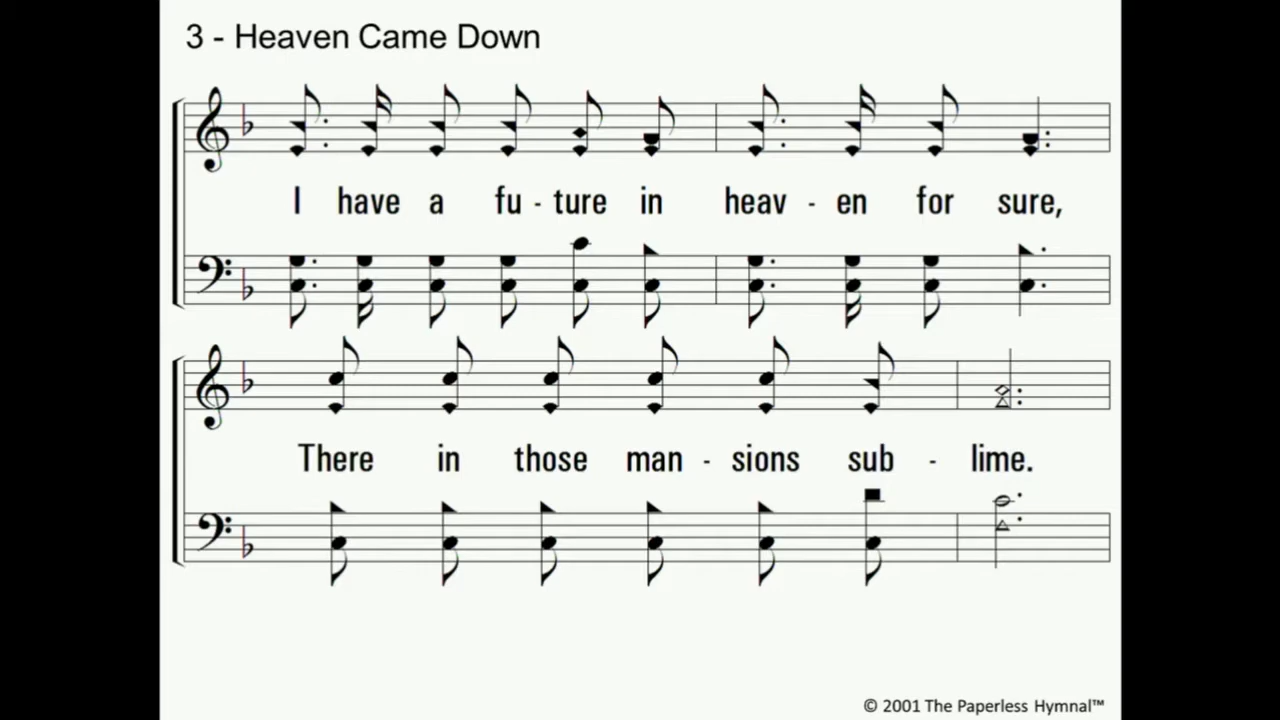 3 - Heaven Came Down
I have a fu - ture in heav - en for sure,
There in those man - sions sub - lime.
© 2001 The Paperless Hymnal™